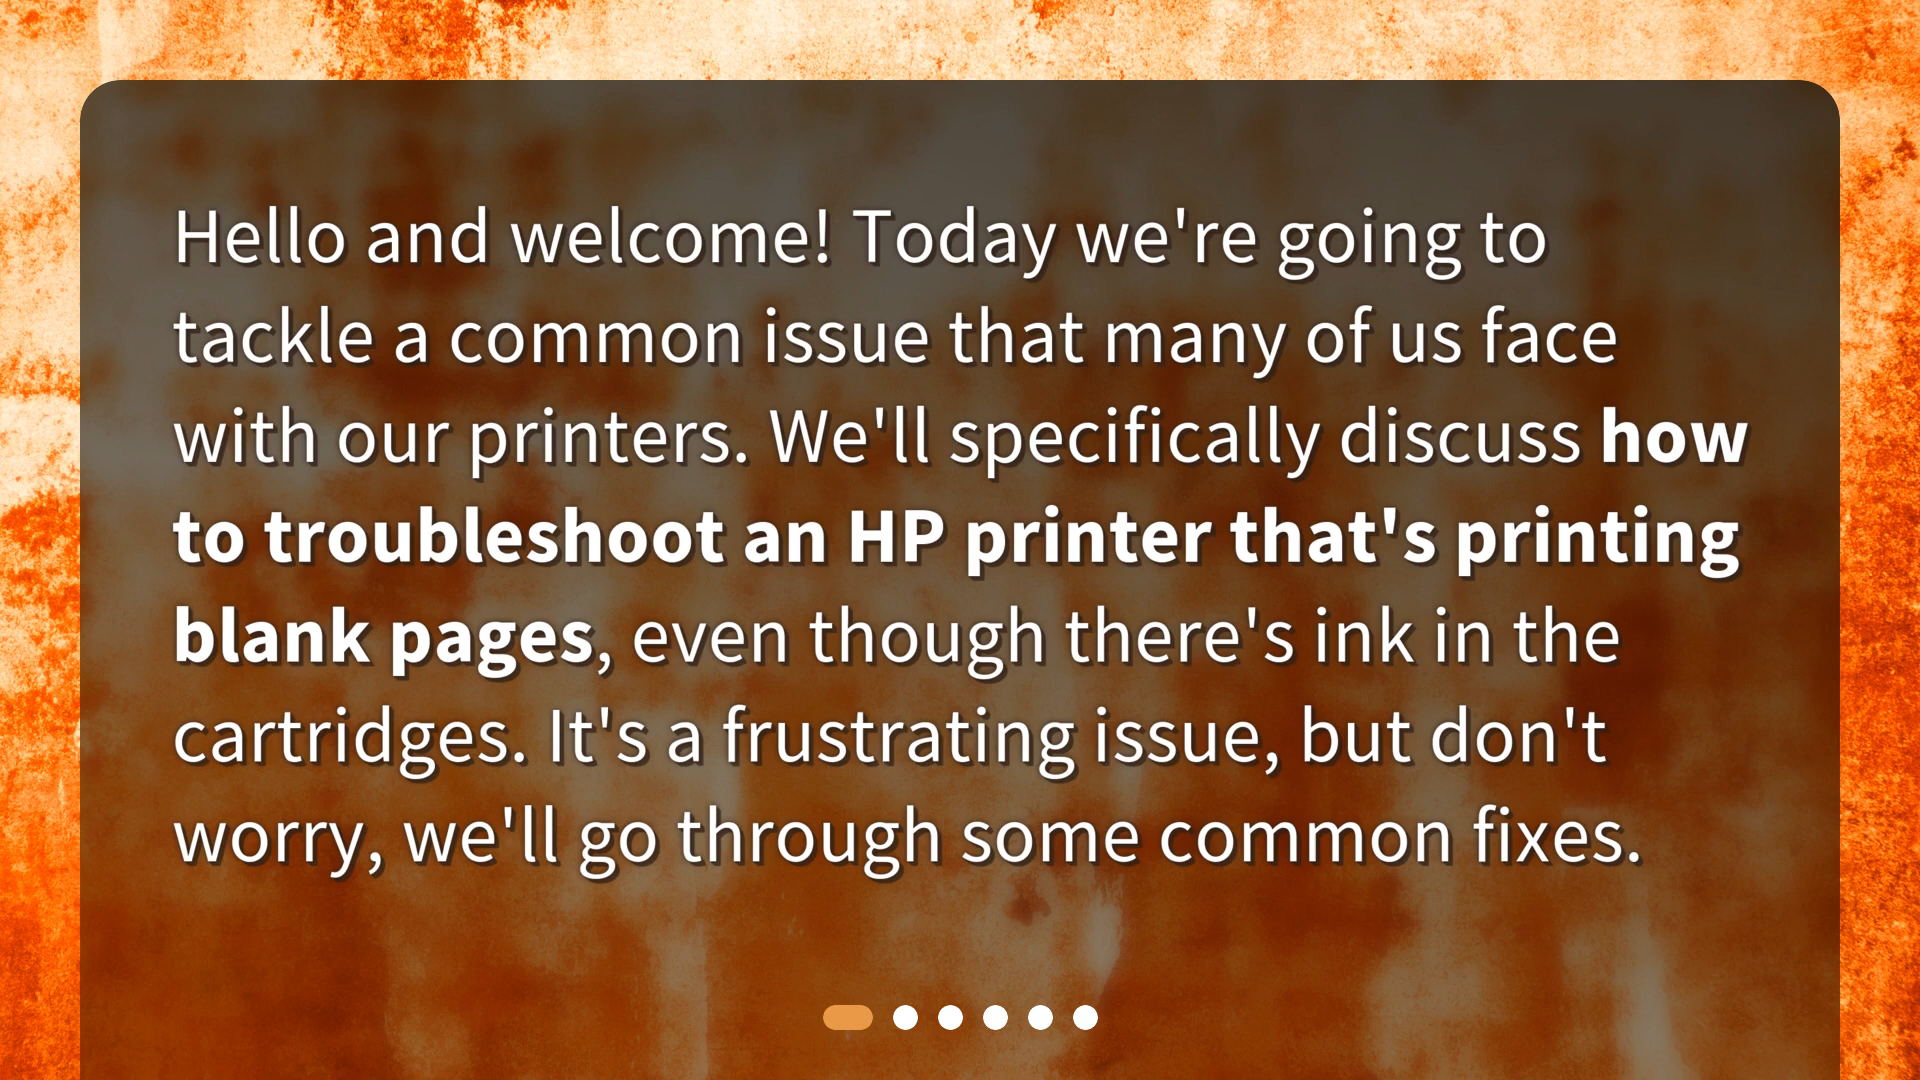 Hello and welcome! Today we're going to
tackle a common issue that many of us face
with our printers. We'll specifically discuss how
to troubleshoot an HP printer that's printing
blank pages, even though there's ink in the
cartridges. It's a frustrating issue, but don't
worry, we'll go through some common fixes.